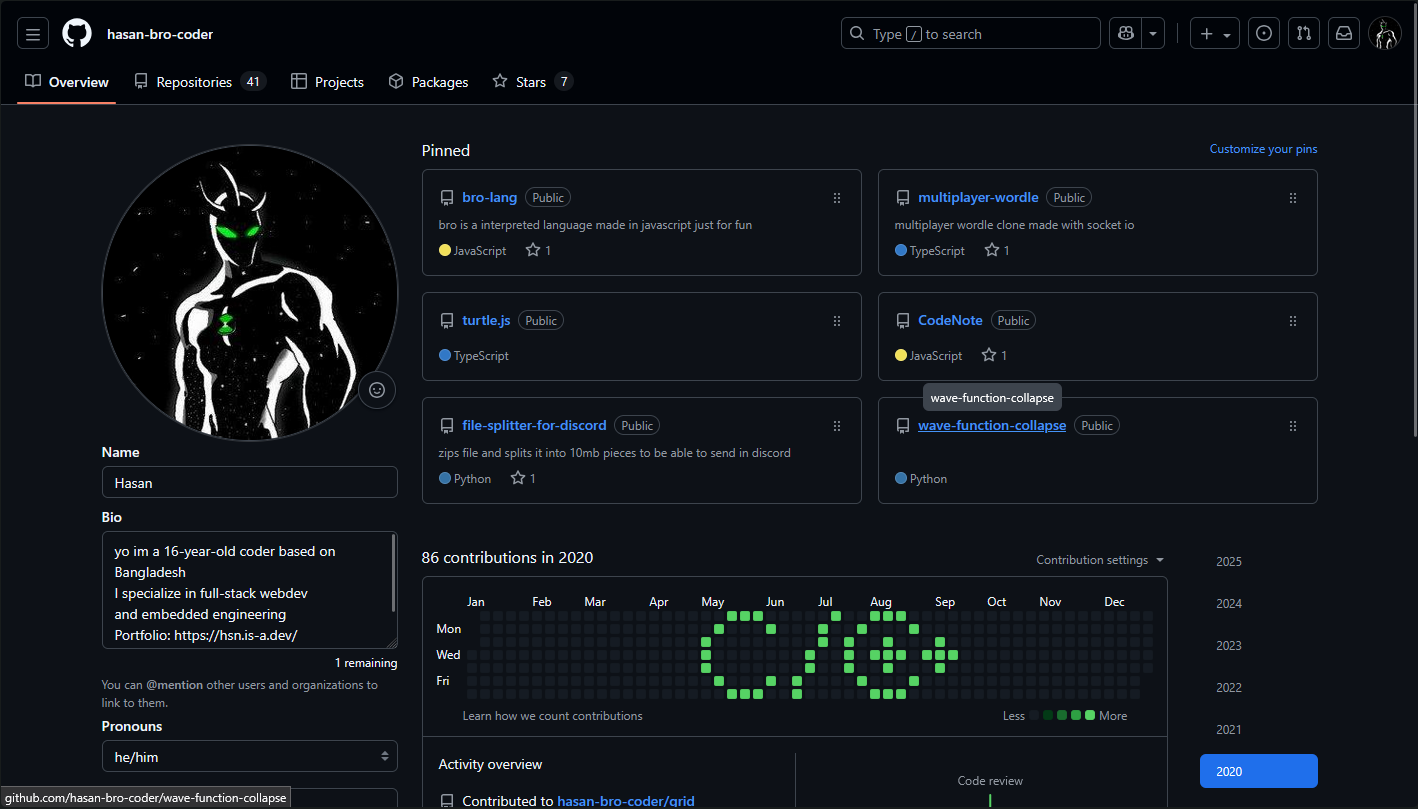 hasan-bro-coder
Type / to search
Overview
Repositories 41
Projects
Packages
Stars 7
Pinned
Customize your pins
bro-lang Public
bro is a interpreted language made in javascript just for fun
JavaScript 1
multiplayer-wordle Public
multiplayer wordle clone made with socket io
TypeScript 1
turtle.js Public
TypeScript
CodeNote Public
JavaScript 1
wave-function-collapse
file-splitter-for-discord Public
zips file and splits it into 10mb pieces to be able to send in discord
Python 1
wave-function-collapse Public
Python
Name
Hasan
Bio
yo im a 16-year-old coder based on
Bangladesh
I specialize in full-stack webdev
and embedded engineering
Portfolio: https://hsn.is-a.dev/
1 remaining
You can @mention other users and organizations to
link to them.
Pronouns
he/him
86 contributions in 2020
Contribution settings
Jan Feb Mar Apr May Jun Jul Aug Sep Oct Nov Dec
Mon
Wed
Fri
Learn how we count contributions
Less More
2025
2024
2023
2022
2021
2020
Activity overview
Contributed to hasan-bro-coder/grid
Code review
github.com/hasan-bro-coder/wave-function-collapse